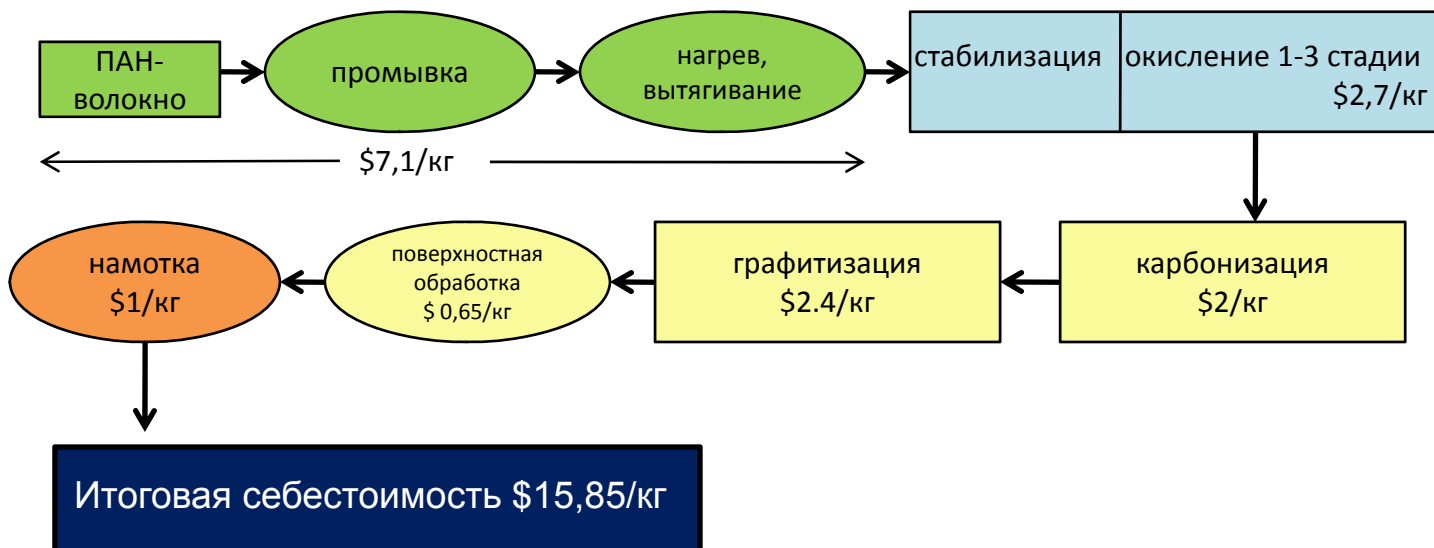 ПАН-
волокно
промывка
нагрев,
вытягивание
стабилизация
окисление 1-3 стадии
$2,7/кг
$7,1/кг
намотка
$1/кг
поверхностная
обработка
$ 0,65/кг
графитизация
$2.4/кг
карбонизация
$2/кг
Итоговая себестоимость $15,85/кг